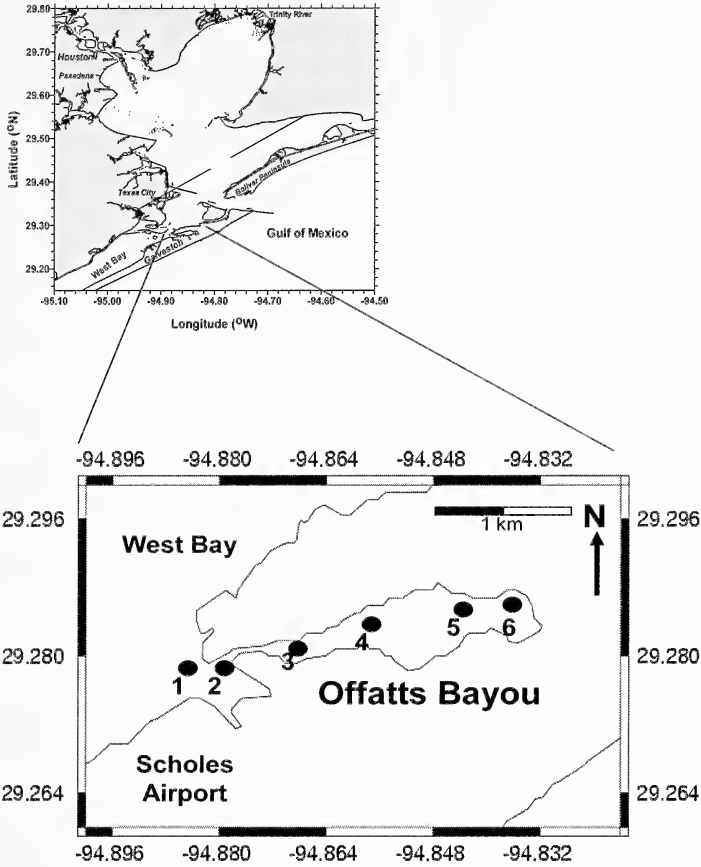 29.80
29.70
29.60
29.50
29.40
29.30
29.20
Latitude (ºN)
Trinity River
Houston
Pasadena
Texas City
Bolivar Peninsula
Gulf of Mexico
West Bay
Galveston
-95.10 -95.00 -94.90 -94.80 -94.70 -94.60 -94.50
Longitude (ºW)
-94.896 -94.880 -94.864 -94.848 -94.832
29.296 29.296
1 km
N
West Bay
1 2 3 4 5 6
29.280 29.280
Offatts Bayou
Scholes
Airport
29.264 29.264
-94.896 -94.880 -94.864 -94.848 -94.832